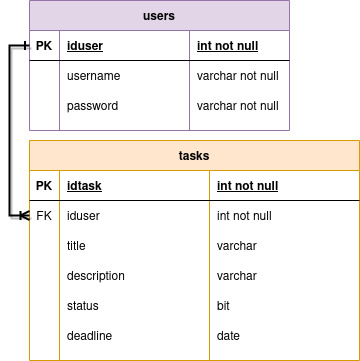 users
PK iduser int not null
username varchar not null
password varchar not null
tasks
PK idtask int not null
FK iduser int not null
title varchar
description varchar
status bit
deadline date